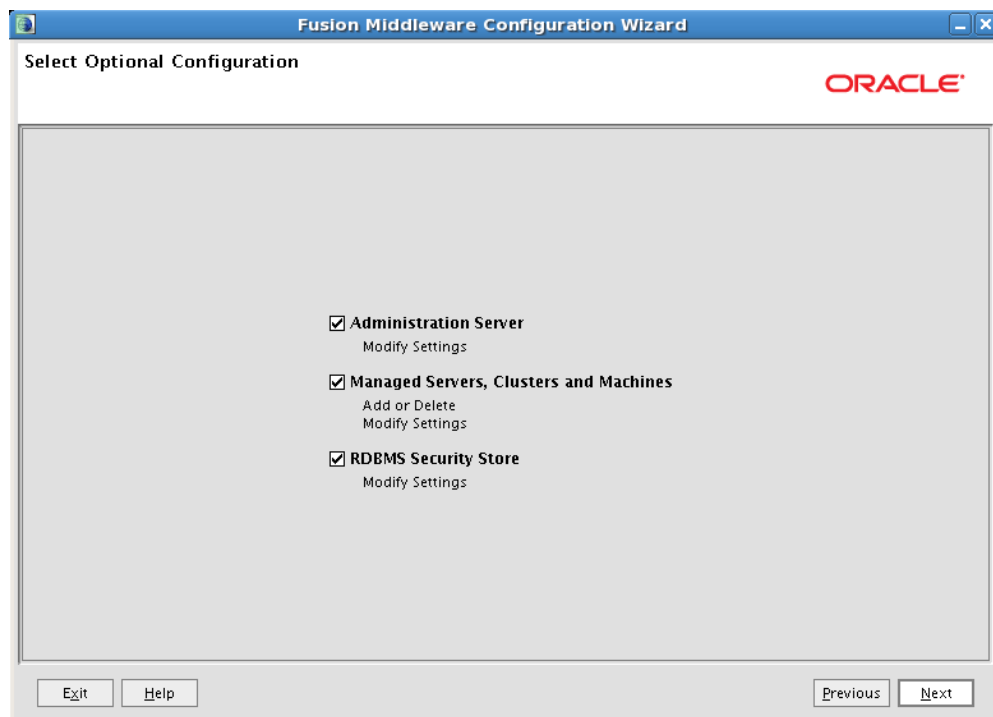 Fusion Middleware Configuration Wizard
Select Optional Configuration
ORACLE
Administration Server
Modify Settings
Managed Servers, Clusters and Machines
Add or Delete
Modify Settings
RDBMS Security Store
Modify Settings
Exit Help Previous Next